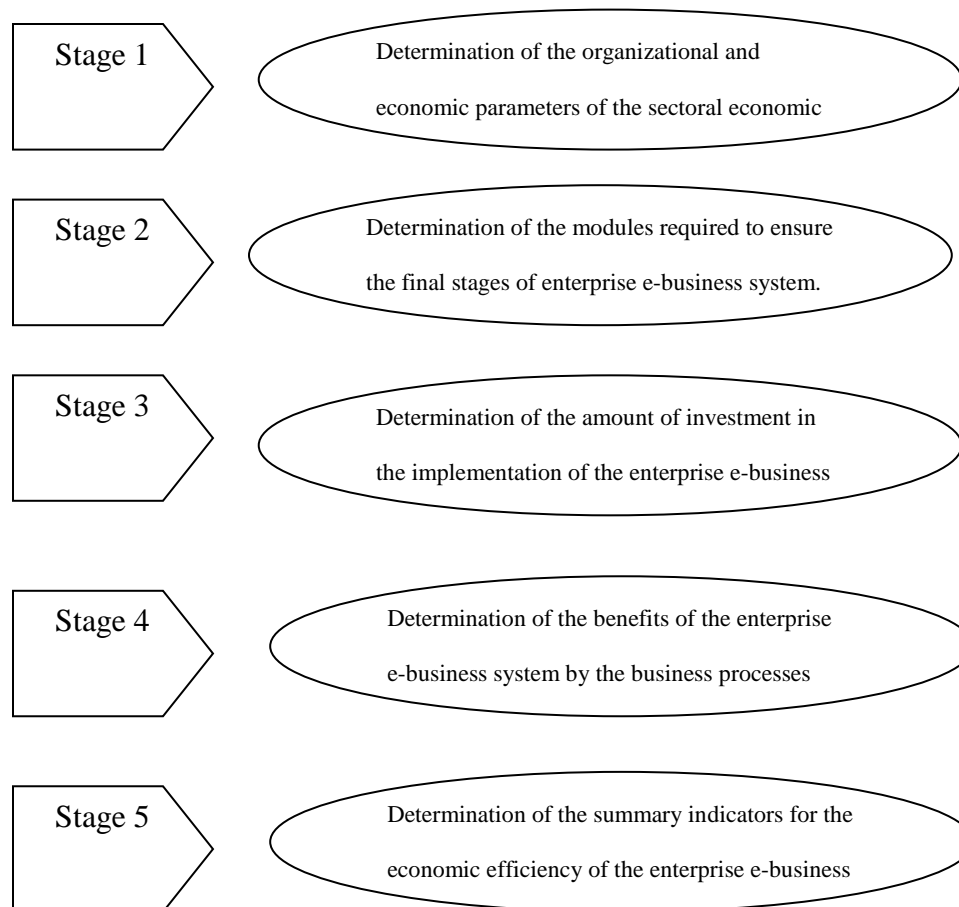 Stage 1
Determination of the organizational and
economic parameters of the sectoral economic
Stage 2
Determination of the modules required to ensure
the final stages of enterprise e-business system.
Stage 3
Determination of the amount of investment in
the implementation of the enterprise e-business
Stage 4
Determination of the benefits of the enterprise
e-business system by the business processes
Stage 5
Determination of the summary indicators for the
economic efficiency of the enterprise e-business